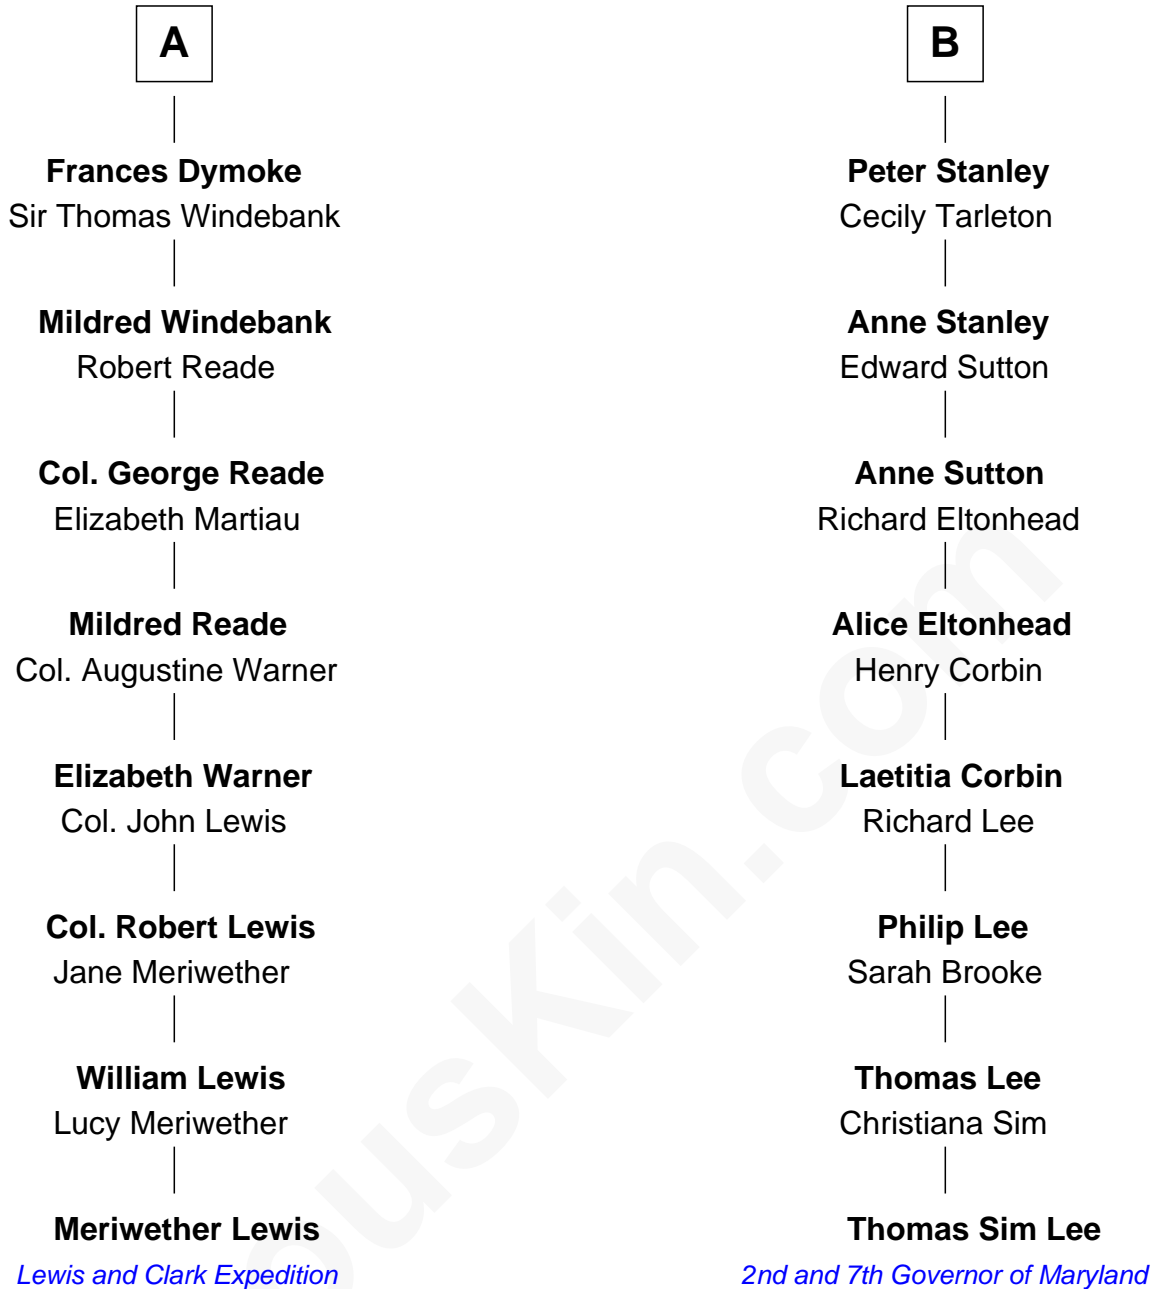 A
Frances Dymoke
Sir Thomas Windebank
Mildred Windebank
Robert Reade
Col. George Reade
Elizabeth Martiau
Mildred Reade
Col. Augustine Warner
Elizabeth Warner
Col. John Lewis
Col. Robert Lewis
Jane Meriwether
William Lewis
Lucy Meriwether
Meriwether Lewis
Lewis and Clark Expedition
B
Peter Stanley
Cecily Tarleton
Anne Stanley
Edward Sutton
Anne Sutton
Richard Eltonhead
Alice Eltonhead
Henry Corbin
Laetitia Corbin
Richard Lee
Philip Lee
Sarah Brooke
Thomas Lee
Christiana Sim
Thomas Sim Lee
2nd and 7th Governor of Maryland
ouskin.com